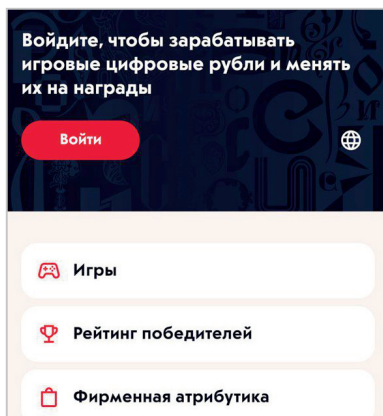 Войдите, чтобы зарабатывать
игровые цифровые рубли и менять
их на награды
Войти
Игры
Рейтинг победителей
Фирменная атрибутика